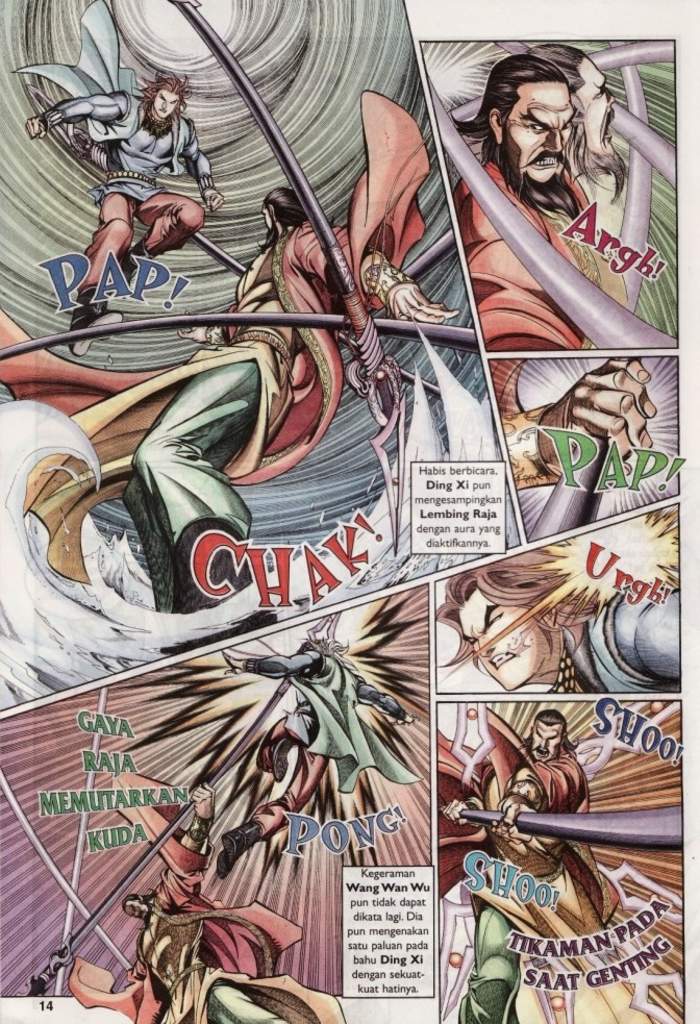 PAP!
Habis berbicara,
Ding Xi pun
mengesampingkan
Lembing Raja
dengan aura yang
diaktifkannya.
CHAK!
Argh!
PAP!
Urgh!
GAYA
RAJA
MEMUTARKAN
KUDA
PONG!
Kegeraman
Wang Wan Wu
pun tidak dapat
dikata lagi. Dia
pun mengenakan
satu paluan pada
bahu Ding Xi
dengan sekuat-
kuat hatinya.
SHOO!
SHOO!
TIKAMAN PADA
SAAT GENTING
14